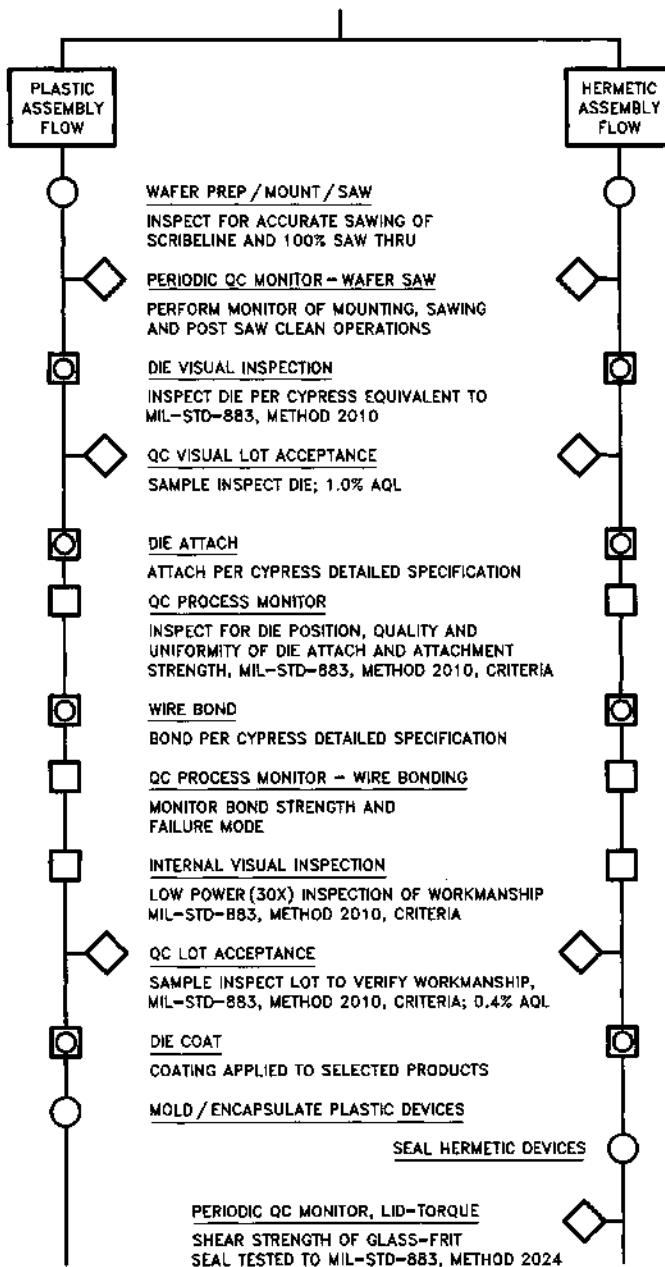 PLASTIC
ASSEMBLY
FLOW
HERMETIC
ASSEMBLY
FLOW
WAFER PREP/MOUNT/SAW
INSPECT FOR ACCURATE SAWING OF
SCRIBELINE AND 100% SAW THRU
PERIODIC QC MONITOR – WAFER SAW
PERFORM MONITOR OF MOUNTING, SAWING
AND POST SAW CLEAN OPERATIONS
DIE VISUAL INSPECTION
INSPECT DIE PER CYPRESS EQUIVALENT TO
MIL-STD-883, METHOD 2010
QC VISUAL LOT ACCEPTANCE
SAMPLE INSPECT DIE; 1.0% AQL
DIE ATTACH
ATTACH PER CYPRESS DETAILED SPECIFICATION
QC PROCESS MONITOR
INSPECT FOR DIE POSITION, QUALITY AND
UNIFORMITY OF DIE ATTACH AND ATTACHMENT
STRENGTH, MIL-STD-883, METHOD 2010, CRITERIA
WIRE BOND
BOND PER CYPRESS DETAILED SPECIFICATION
QC PROCESS MONITOR – WIRE BONDING
MONITOR BOND STRENGTH AND
FAILURE MODE
INTERNAL VISUAL INSPECTION
LOW POWER (30X) INSPECTION OF WORKMANSHIP
MIL-STD-883, METHOD 2010, CRITERIA
QC LOT ACCEPTANCE
SAMPLE INSPECT LOT TO VERIFY WORKMANSHIP,
MIL-STD-883, METHOD 2010, CRITERIA; 0.4% AQL
DIE COAT
COATING APPLIED TO SELECTED PRODUCTS
MOLD/ENCAPSULATE PLASTIC DEVICES
SEAL HERMETIC DEVICES
PERIODIC QC MONITOR, LID-TORQUE
SHEAR STRENGTH OF GLASS-FRIT
SEAL TESTED TO MIL-STD-883, METHOD 2024